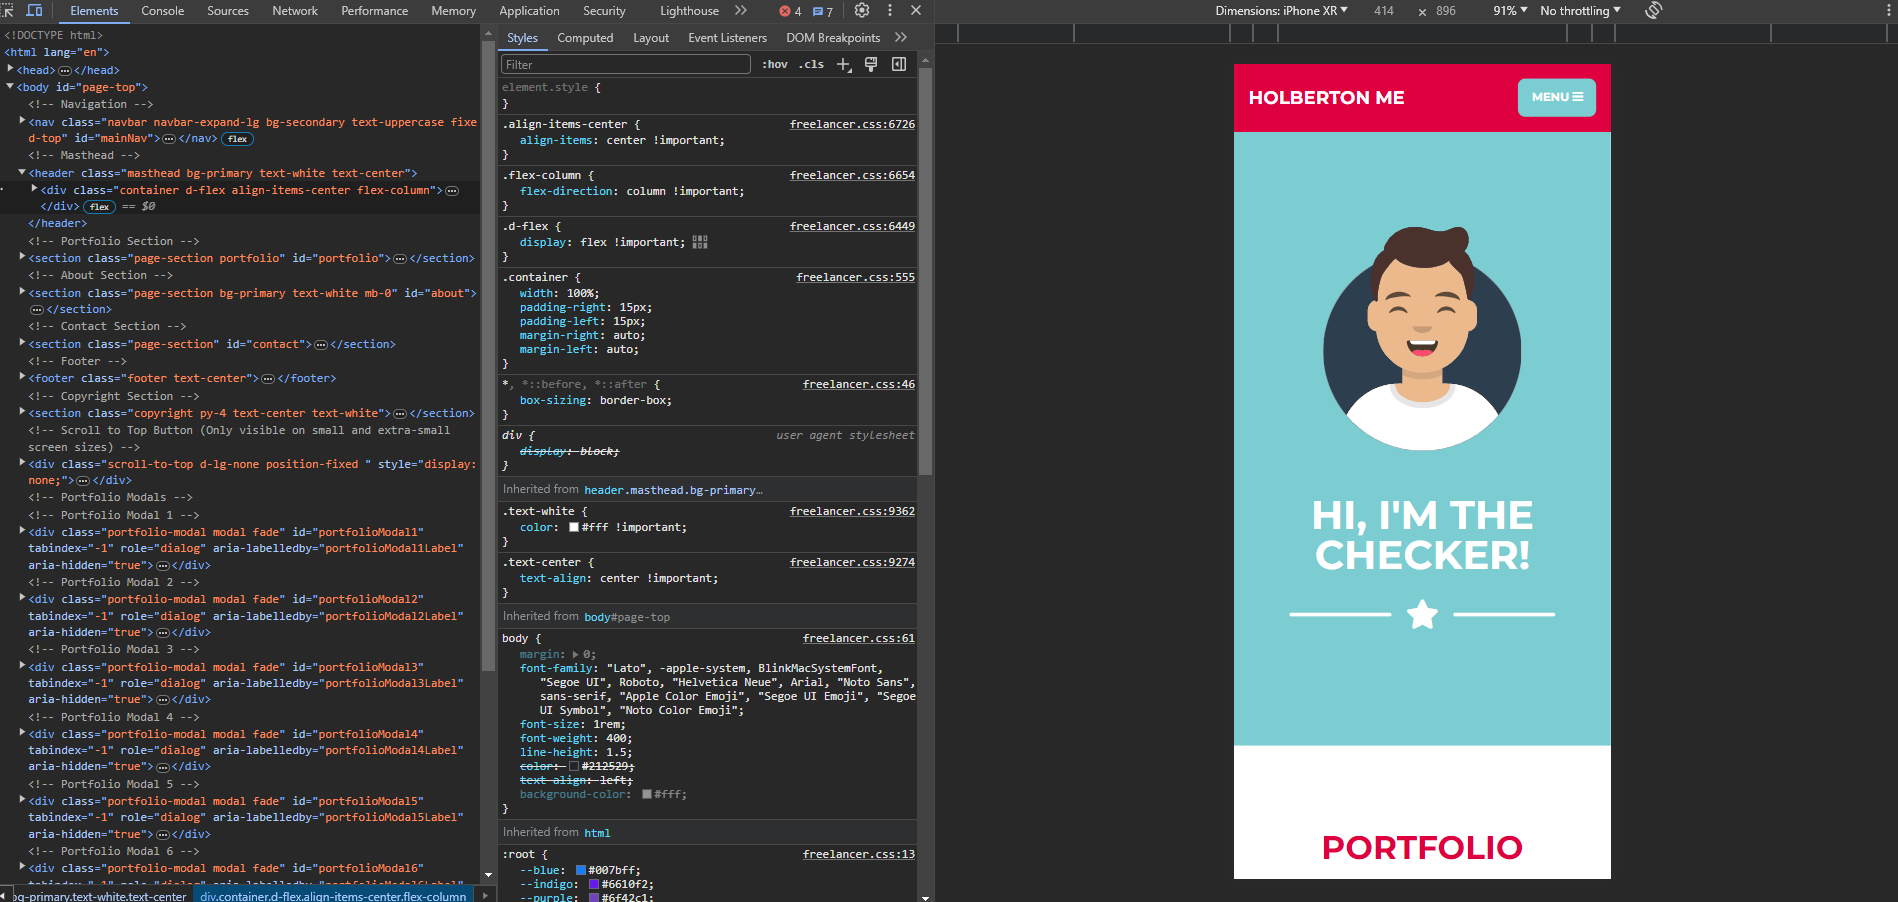 Elements Console Sources Network Performance Memory Application Security Lighthouse 4 7
Dimensions: iPhone XR 414 × 896 91% No throttling
<!DOCTYPE html>
<html lang="en">
<head> </head>
<body id="page-top">
<!-- Navigation -->
<nav class="navbar navbar-expand-lg bg-secondary text-uppercase fixe
d-top" id="mainNav"> </nav> flex
<!-- Masthead -->
<header class="masthead bg-primary text-white text-center">
<div class="container d-flex align-items-center flex-column">
</div> flex == $0
</header>
<!-- Portfolio Section -->
<section class="page-section portfolio" id="portfolio"> </section>
<!-- About Section -->
<section class="page-section bg-primary text-white mb-0" id="about">
</section>
<!-- Contact Section -->
<section class="page-section" id="contact"> </section>
<!-- Footer -->
<footer class="footer text-center"> </footer>
<!-- Copyright Section -->
<section class="copyright py-4 text-center text-white"> </section>
<!-- Scroll to Top Button (Only visible on small and extra-small
screen sizes) -->
<div class="scroll-to-top d-lg-none position-fixed " style="display:
none;"> </div>
<!-- Portfolio Modals -->
<!-- Portfolio Modal 1 -->
<div class="portfolio-modal modal fade" id="portfolioModal1"
tabindex="-1" role="dialog" aria-labelledby="portfolioModal1Label"
aria-hidden="true"> </div>
<!-- Portfolio Modal 2 -->
<div class="portfolio-modal modal fade" id="portfolioModal2"
tabindex="-1" role="dialog" aria-labelledby="portfolioModal2Label"
aria-hidden="true"> </div>
<!-- Portfolio Modal 3 -->
<div class="portfolio-modal modal fade" id="portfolioModal3"
tabindex="-1" role="dialog" aria-labelledby="portfolioModal3Label"
aria-hidden="true"> </div>
<!-- Portfolio Modal 4 -->
<div class="portfolio-modal modal fade" id="portfolioModal4"
tabindex="-1" role="dialog" aria-labelledby="portfolioModal4Label"
aria-hidden="true"> </div>
<!-- Portfolio Modal 5 -->
<div class="portfolio-modal modal fade" id="portfolioModal5"
tabindex="-1" role="dialog" aria-labelledby="portfolioModal5Label"
aria-hidden="true"> </div>
<!-- Portfolio Modal 6 -->
<div class="portfolio-modal modal fade" id="portfolioModal6"
tabindex="-1" role="dialog" aria-labelledby="portfolioModal6Label"
bg-primary.text-white.text-center div.container.d-flex.align-items-center.flex-column
Styles Computed Layout Event Listeners DOM Breakpoints
Filter :hov .cls
element.style {
}
.align-items-center { freelancer.css:6726
align-items: center !important;
}
.flex-column { freelancer.css:6654
flex-direction: column !important;
}
.d-flex { freelancer.css:6449
display: flex !important;
}
.container { freelancer.css:555
width: 100%;
padding-right: 15px;
padding-left: 15px;
margin-right: auto;
margin-left: auto;
}
*, *::before, *::after { freelancer.css:46
box-sizing: border-box;
}
div { user agent stylesheet
display: block;
}
Inherited from header.masthead.bg-primary…
.text-white { freelancer.css:9362
color: #fff !important;
}
.text-center { freelancer.css:9274
text-align: center !important;
}
Inherited from body#page-top
body { freelancer.css:61
margin: 0;
font-family: "Lato", -apple-system, BlinkMacSystemFont,
"Segoe UI", Roboto, "Helvetica Neue", Arial, "Noto Sans",
sans-serif, "Apple Color Emoji", "Segoe UI Emoji", "Segoe
UI Symbol", "Noto Color Emoji";
font-size: 1rem;
font-weight: 400;
line-height: 1.5;
color: #212529;
text-align: left;
background-color: #fff;
}
Inherited from html
:root { freelancer.css:13
--blue: #007bff;
--indigo: #6610f2;
--purple: #6f42c1;
HOLBERTON ME
MENU
HI, I'M THE
CHECKER!
PORTFOLIO